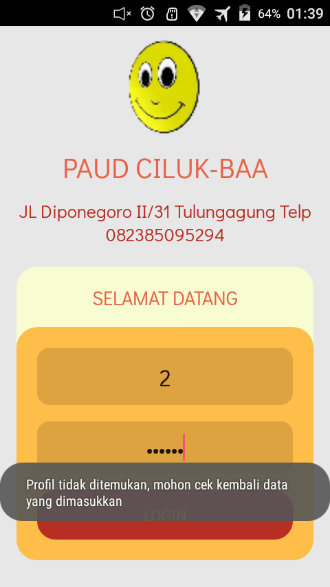 64% 01:39
PAUD CILUK-BAA
JL Diponegoro II/31 Tulungagung Telp
082385095294
SELAMAT DATANG
2
••••••
Profil tidak ditemukan, mohon cek kembali data
yang dimasukkan
LOGIN